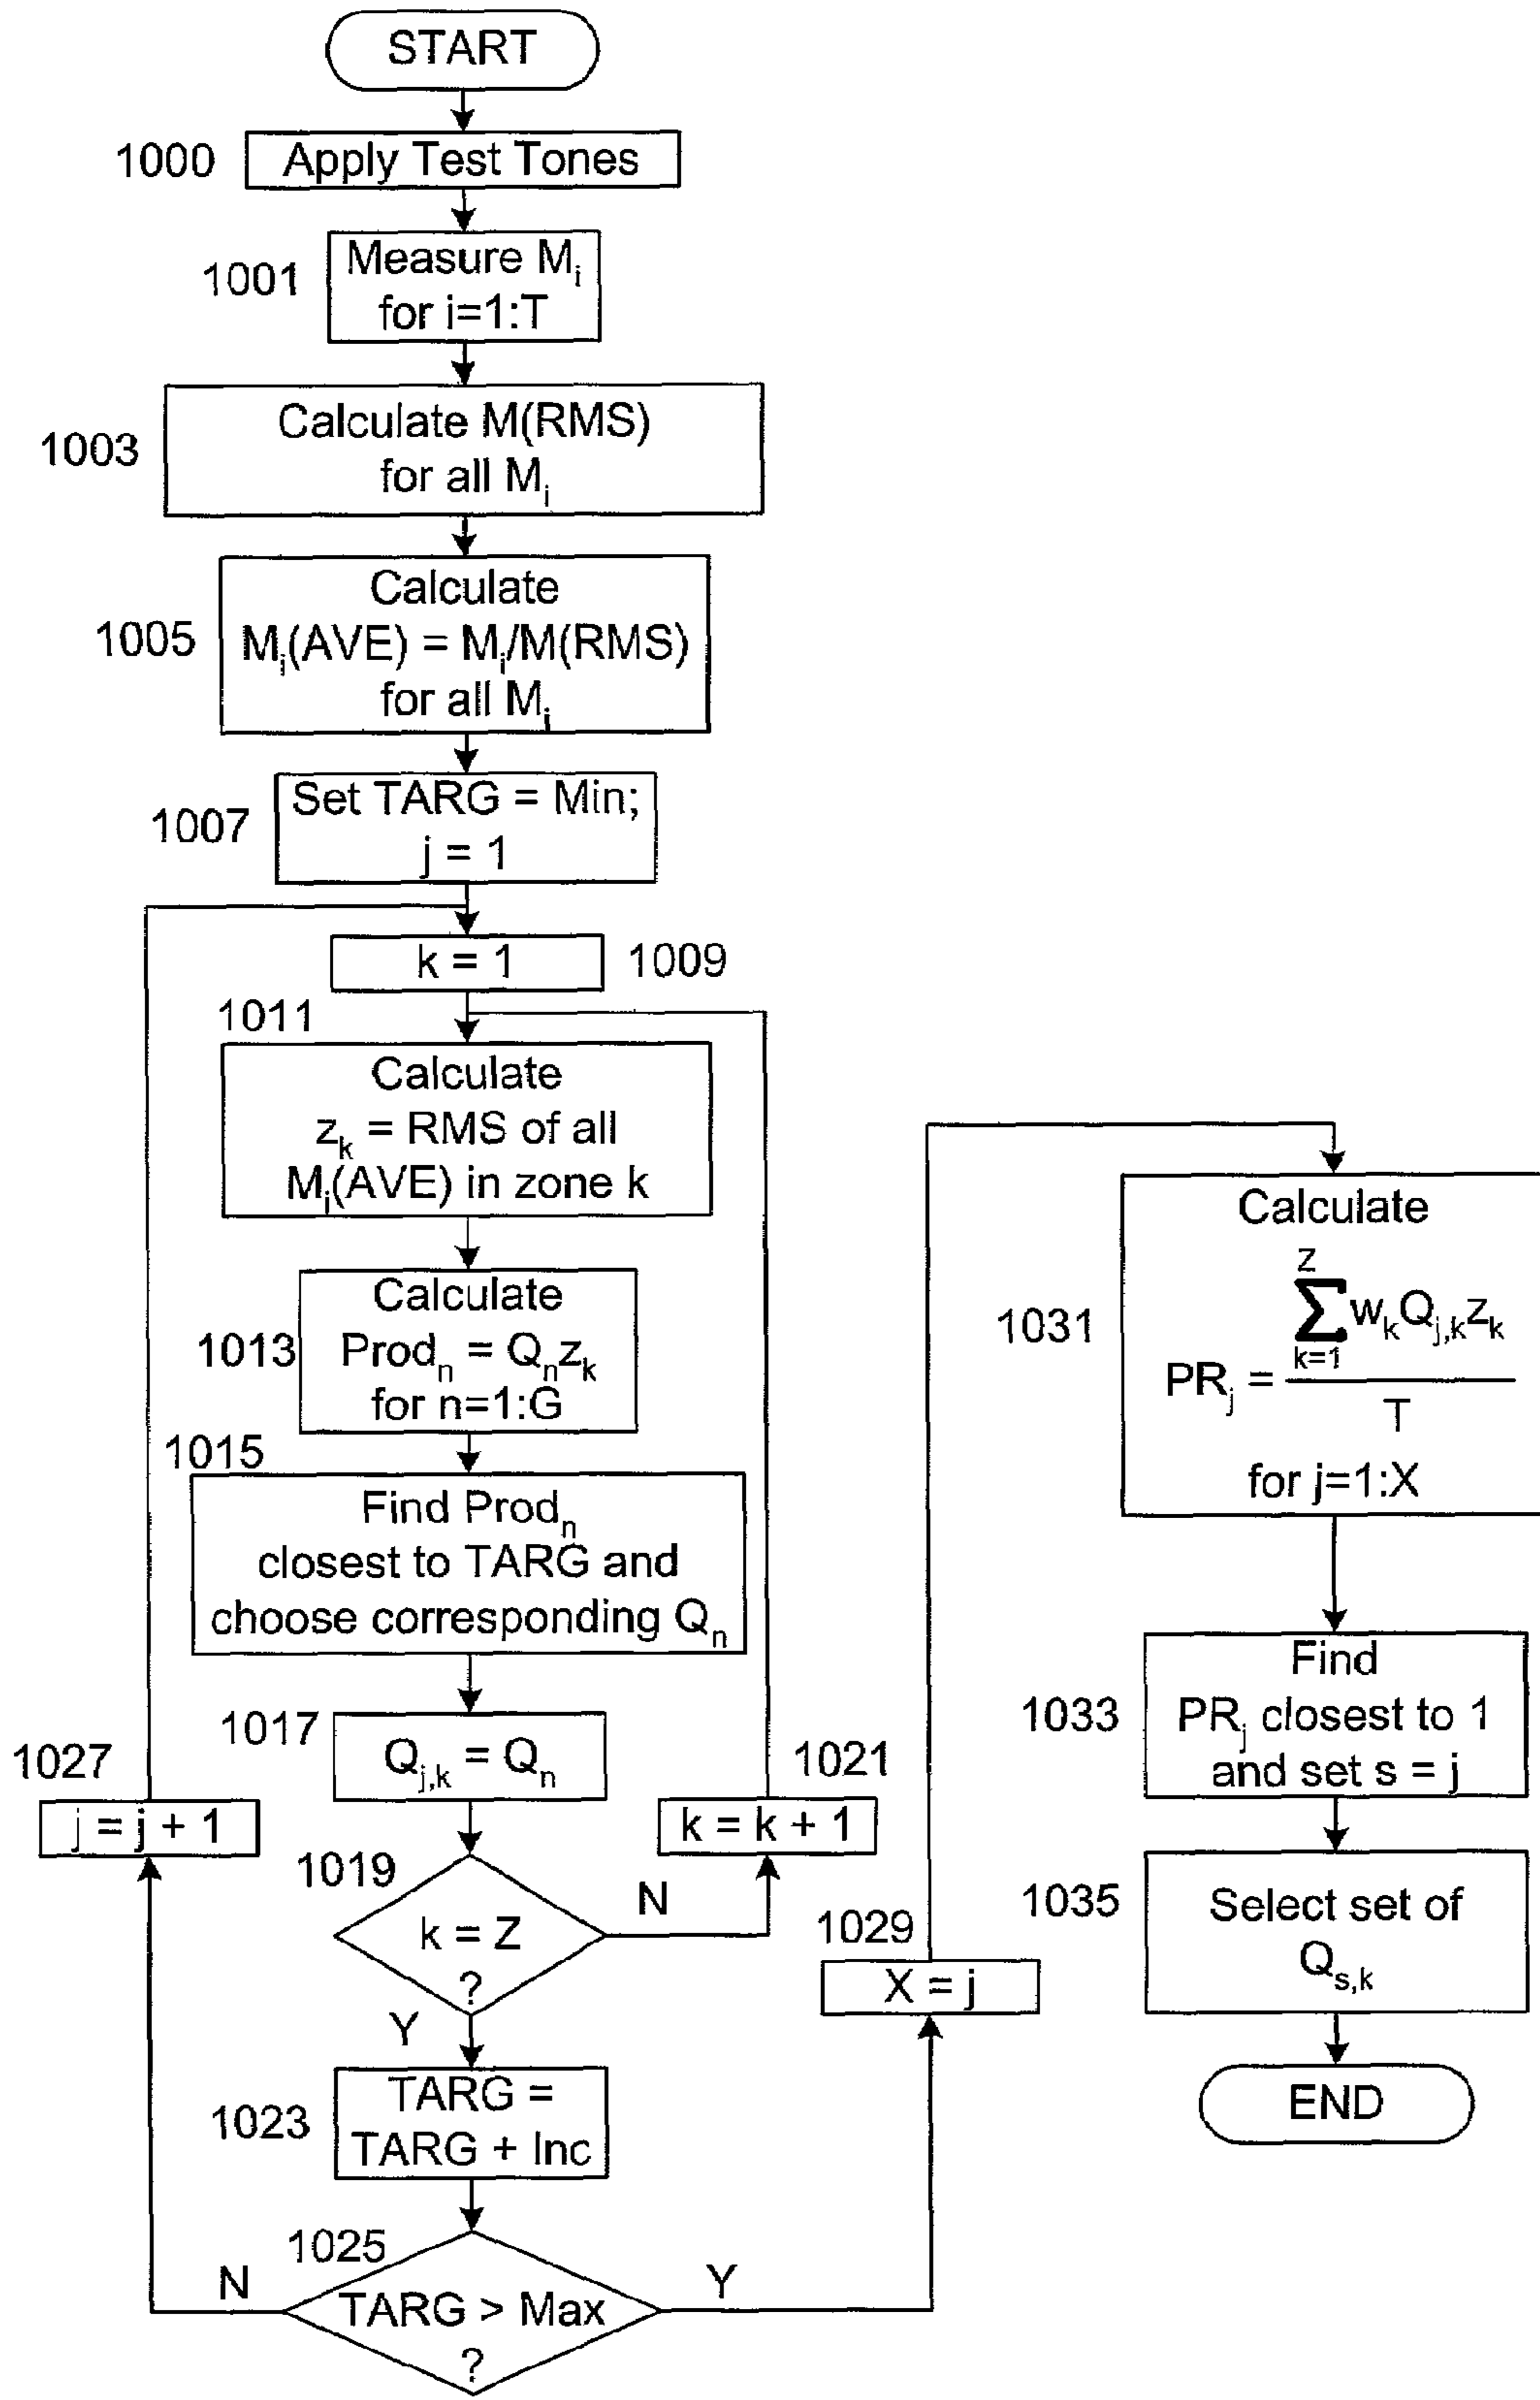 START
1000
Apply Test Tones
1001
Measure Mi
for i=1:T
1003
Calculate M(RMS)
for all Mi
1005
Calculate
Mi(AVE) = Mi/M(RMS)
for all Mi
1007
Set TARG = Min;
j = 1
k = 1
1009
1011
Calculate
zk = RMS of all
Mi(AVE) in zone k
1013
Calculate
Prodn = Qnzk
for n=1:G
1015
Find Prodn
closest to TARG and
choose corresponding Qn
1017
Qj,k = Qn
1019
k = Z
?
N
Y
1021
k = k + 1
1023
TARG =
TARG + Inc
1025
TARG > Max
?
N
Y
1027
j = j + 1
1029
X = j
1031
Calculate
Z
∑ wkQj,kzk
k=1
PRj =
T
for j=1:X
1033
Find
PRj closest to 1
and set s = j
1035
Select set of
Qs,k
END